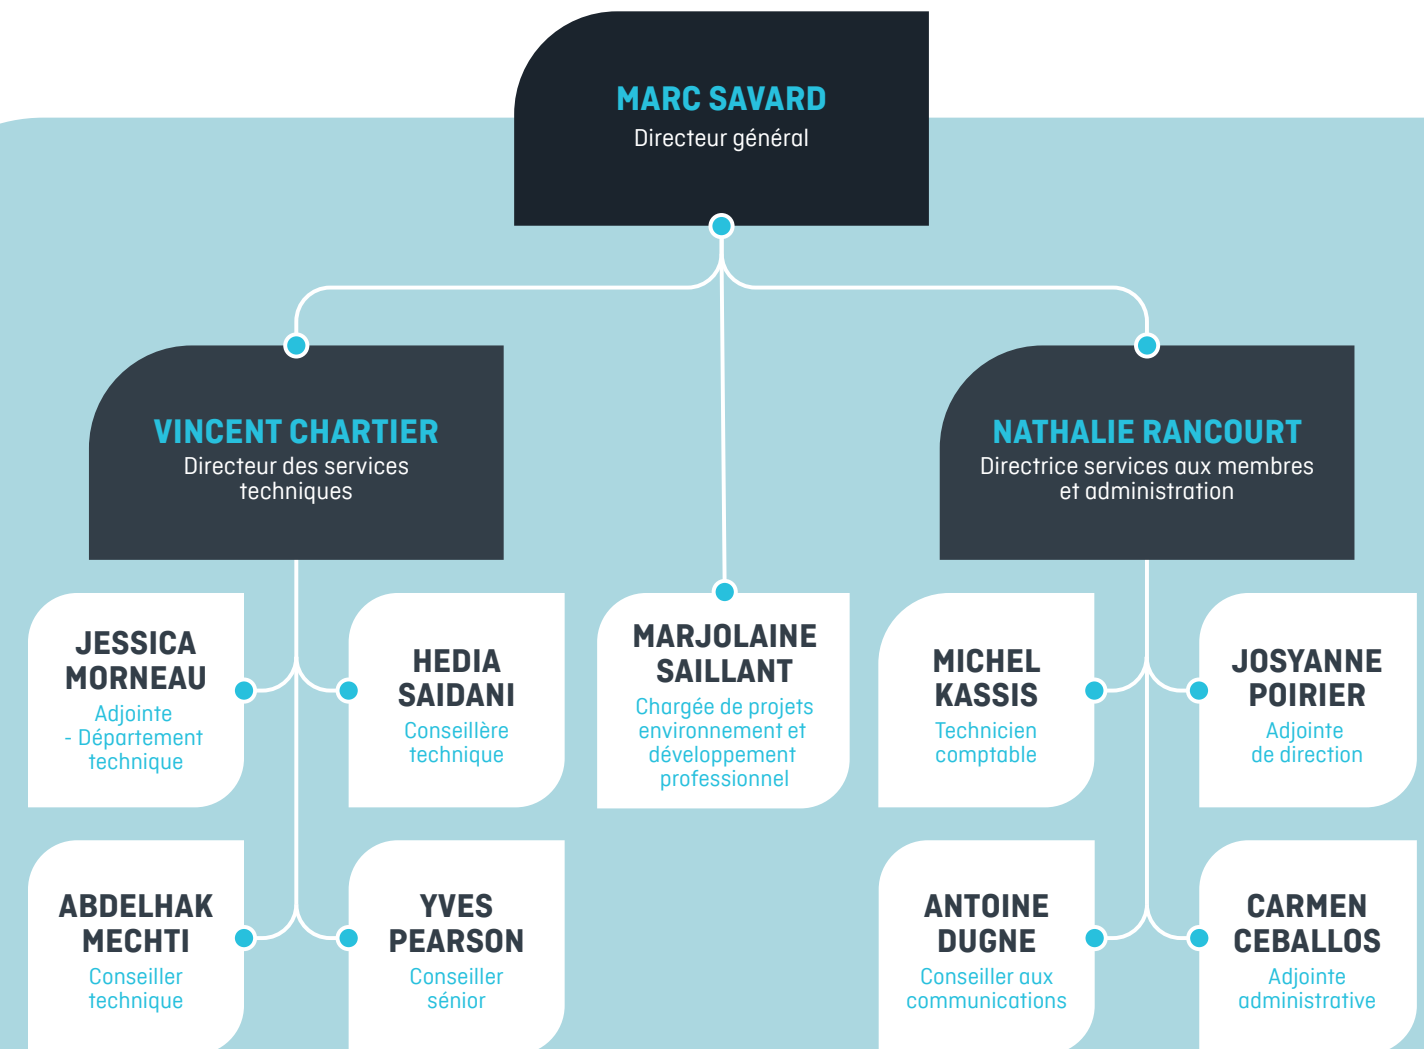 MARC SAVARD
Directeur général
VINCENT CHARTIER
Directeur des services
techniques
NATHALIE RANCOURT
Directrice services aux membres
et administration
JESSICA
MORNEAU
Adjointe
- Département
technique
HEDIA
SAIDANI
Conseillère
technique
MARJOLAINE
SAILLANT
Chargée de projets
environnement et
développement
professionnel
MICHEL
KASSIS
Technicien
comptable
JOSYANNE
POIRIER
Adjointe
de direction
ABDELHAK
MECHTI
Conseiller
technique
YVES
PEARSON
Conseiller
sénior
ANTOINE
DUGNE
Conseiller aux
communications
CARMEN
CEBALLOS
Adjointe
administrative